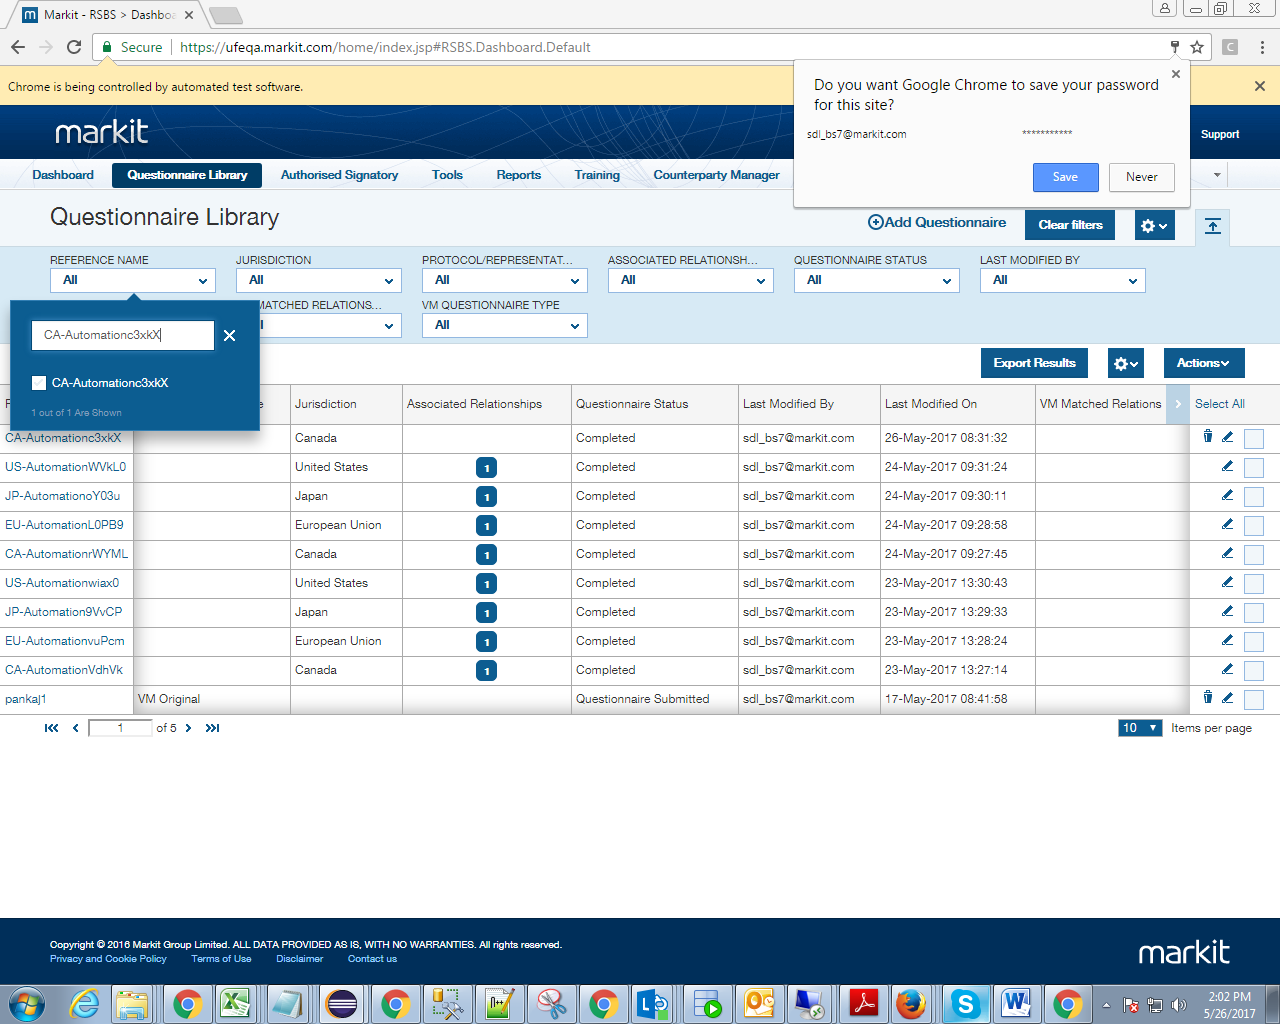 Markit - RSBS > Dashboa
Secure https://ufeqa.markit.com/home/index.jsp#RSBS.Dashboard.Default
Chrome is being controlled by automated test software.
Do you want Google Chrome to save your password
for this site?
sdl_bs7@markit.com ***********
Save Never
markit
Support
Dashboard Questionnaire Library Authorised Signatory Tools Reports Training Counterparty Manager
Questionnaire Library
Add Questionnaire Clear filters
REFERENCE NAME JURISDICTION PROTOCOL/REPRESENTAT... ASSOCIATED RELATIONSH... QUESTIONNAIRE STATUS LAST MODIFIED BY
All All All All All All
MATCHED RELATIONS... VM QUESTIONNAIRE TYPE
All
CA-Automationc3xkX
CA-Automationc3xkX
1 out of 1 Are Shown
Export Results Actions
Jurisdiction Associated Relationships Questionnaire Status Last Modified By Last Modified On VM Matched Relations Select All
CA-Automationc3xkX Canada Completed sdl_bs7@markit.com 26-May-2017 08:31:32
US-AutomationWVkL0 United States 1 Completed sdl_bs7@markit.com 24-May-2017 09:31:24
JP-AutomationoY03u Japan 1 Completed sdl_bs7@markit.com 24-May-2017 09:30:11
EU-AutomationL0PB9 European Union 1 Completed sdl_bs7@markit.com 24-May-2017 09:28:58
CA-AutomationrWYML Canada 1 Completed sdl_bs7@markit.com 24-May-2017 09:27:45
US-Automationwiax0 United States 1 Completed sdl_bs7@markit.com 23-May-2017 13:30:43
JP-Automation9VvCP Japan 1 Completed sdl_bs7@markit.com 23-May-2017 13:29:33
EU-AutomationvuPcm European Union 1 Completed sdl_bs7@markit.com 23-May-2017 13:28:24
CA-AutomationVdhVk Canada 1 Completed sdl_bs7@markit.com 23-May-2017 13:27:14
pankaj1 VM Original Questionnaire Submitted sdl_bs7@markit.com 17-May-2017 08:41:58
1 of 5 10 Items per page
Copyright © 2016 Markit Group Limited. ALL DATA PROVIDED AS IS, WITH NO WARRANTIES. All rights reserved.
Privacy and Cookie Policy Terms of Use Disclaimer Contact us
markit
2:02 PM
5/26/2017